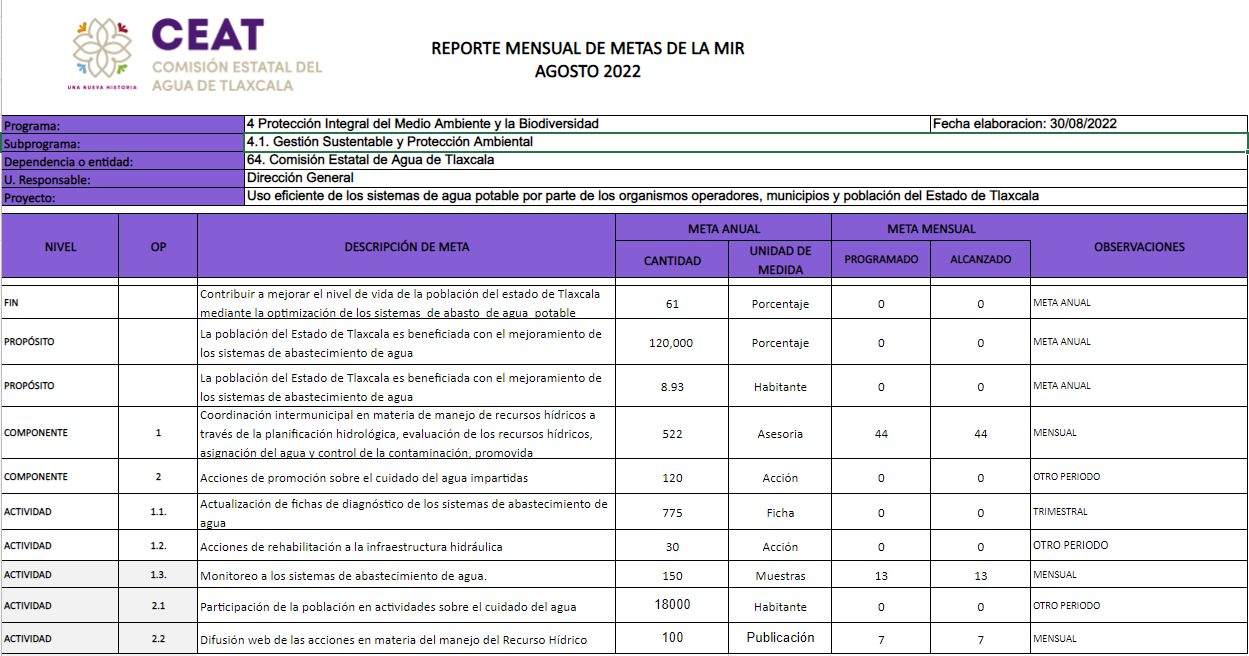 CEAT
COMISIÓN ESTATAL DEL
AGUA DE TLAXCALA
UNA NUEVA HISTORIA
REPORTE MENSUAL DE METAS DE LA MIR
AGOSTO 2022
Programa: 4 Protección Integral del Medio Ambiente y la Biodiversidad Fecha elaboracion: 30/08/2022
Subprograma: 4.1. Gestión Sustentable y Protección Ambiental
Dependencia o entidad: 64. Comisión Estatal de Agua de Tlaxcala
U. Responsable: Dirección General
Proyecto: Uso eficiente de los sistemas de agua potable por parte de los organismos operadores, municipios y población del Estado de Tlaxcala
NIVEL OP DESCRIPCIÓN DE META META ANUAL META MENSUAL OBSERVACIONES
CANTIDAD UNIDAD DE MEDIDA PROGRAMADO ALCANZADO
FIN Contribuir a mejorar el nivel de vida de la población del estado de Tlaxcala
mediante la optimización de los sistemas de abasto de agua potable 61 Porcentaje 0 0 META ANUAL
PROPÓSITO La población del Estado de Tlaxcala es beneficiada con el mejoramiento de
los sistemas de abastecimiento de agua 120,000 Porcentaje 0 0 META ANUAL
PROPÓSITO La población del Estado de Tlaxcala es beneficiada con el mejoramiento de
los sistemas de abastecimiento de agua 8.93 Habitante 0 0 META ANUAL
COMPONENTE 1 Coordinación intermunicipal en materia de manejo de recursos hídricos a
través de la planificación hidrológica, evaluación de los recursos hídricos,
asignación del agua y control de la contaminación, promovida 522 Asesoria 44 44 MENSUAL
COMPONENTE 2 Acciones de promoción sobre el cuidado del agua impartidas 120 Acción 0 0 OTRO PERIODO
ACTIVIDAD 1.1. Actualización de fichas de diagnóstico de los sistemas de abastecimiento de
agua 775 Ficha 0 0 TRIMESTRAL
ACTIVIDAD 1.2. Acciones de rehabilitación a la infraestructura hidráulica 30 Acción 0 0 OTRO PERIODO
ACTIVIDAD 1.3. Monitoreo a los sistemas de abastecimiento de agua. 150 Muestras 13 13 MENSUAL
ACTIVIDAD 2.1 Participación de la población en actividades sobre el cuidado del agua 18000 Habitante 0 0 OTRO PERIODO
ACTIVIDAD 2.2 Difusión web de las acciones en materia del manejo del Recurso Hídrico 100 Publicación 7 7 MENSUAL